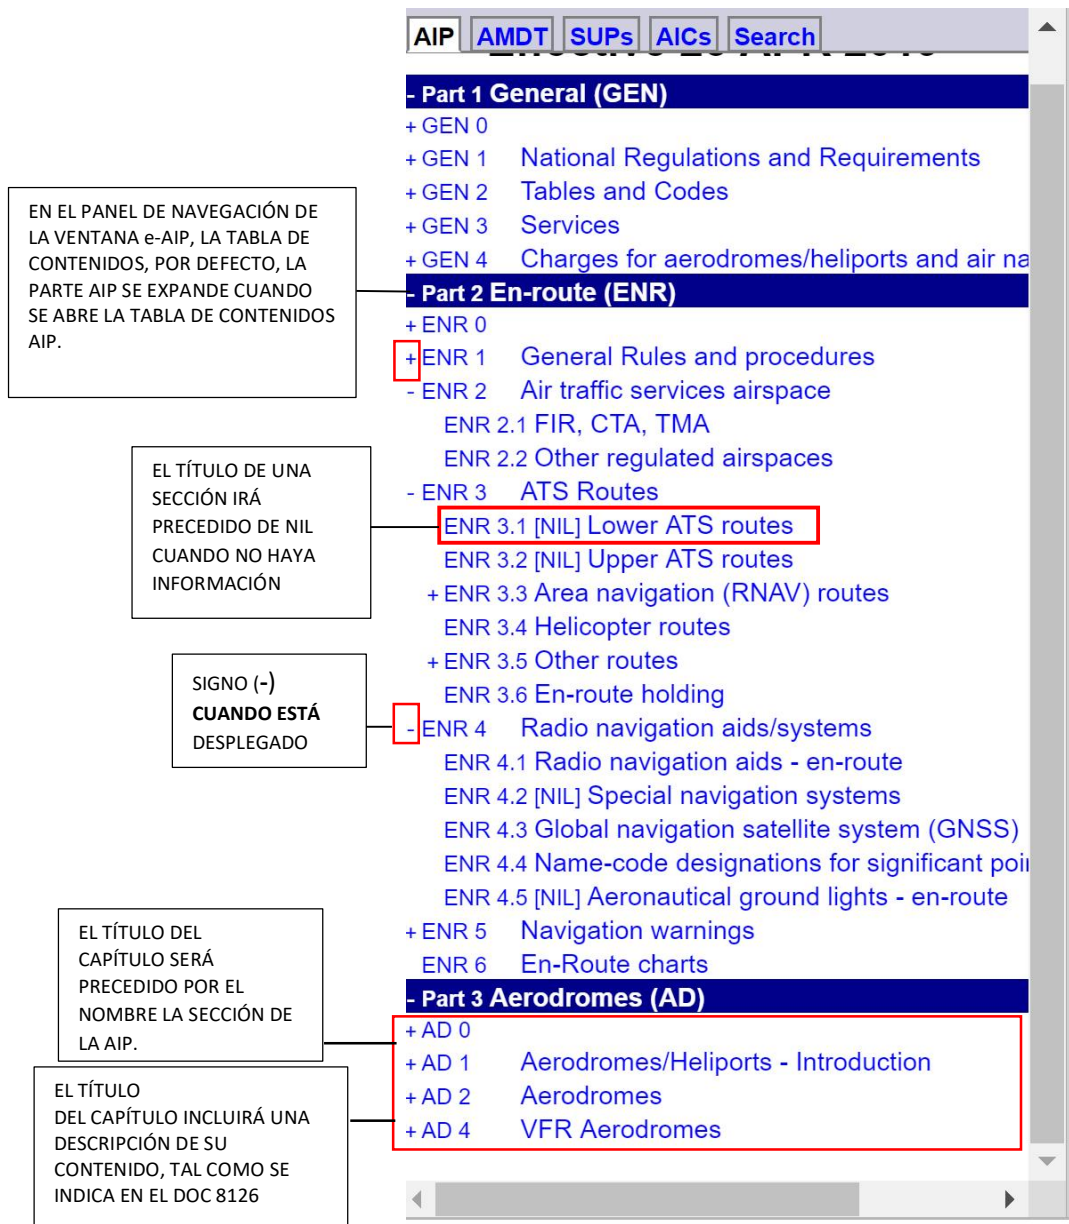 AIP AMDT SUPs AICs Search
- Part 1 General (GEN)
+ GEN 0
+ GEN 1 National Regulations and Requirements
+ GEN 2 Tables and Codes
+ GEN 3 Services
+ GEN 4 Charges for aerodromes/heliports and air na
EN EL PANEL DE NAVEGACIÓN DE
LA VENTANA e-AIP, LA TABLA DE
CONTENIDOS, POR DEFECTO, LA
PARTE AIP SE EXPANDE CUANDO
SE ABRE LA TABLA DE CONTENIDOS
AIP.
- Part 2 En-route (ENR)
+ ENR 0
+ ENR 1 General Rules and procedures
- ENR 2 Air traffic services airspace
ENR 2.1 FIR, CTA, TMA
ENR 2.2 Other regulated airspaces
- ENR 3 ATS Routes
EL TÍTULO DE UNA
SECCIÓN IRÁ
PRECEDIDO DE NIL
CUANDO NO HAYA
INFORMACIÓN
ENR 3.1 [NIL] Lower ATS routes
ENR 3.2 [NIL] Upper ATS routes
+ ENR 3.3 Area navigation (RNAV) routes
ENR 3.4 Helicopter routes
+ ENR 3.5 Other routes
ENR 3.6 En-route holding
SIGNO (-)
CUANDO ESTÁ
DESPLEGADO
- ENR 4 Radio navigation aids/systems
ENR 4.1 Radio navigation aids - en-route
ENR 4.2 [NIL] Special navigation systems
ENR 4.3 Global navigation satellite system (GNSS)
ENR 4.4 Name-code designations for significant poi
ENR 4.5 [NIL] Aeronautical ground lights - en-route
+ ENR 5 Navigation warnings
ENR 6 En-Route charts
EL TÍTULO DEL
CAPÍTULO SERÁ
PRECEDIDO POR EL
NOMBRE LA SECCIÓN DE
LA AIP.
- Part 3 Aerodromes (AD)
+ AD 0
+ AD 1 Aerodromes/Heliports - Introduction
+ AD 2 Aerodromes
+ AD 4 VFR Aerodromes
EL TÍTULO
DEL CAPÍTULO INCLUIRÁ UNA
DESCRIPCIÓN DE SU
CONTENIDO, TAL COMO SE
INDICA EN EL DOC 8126